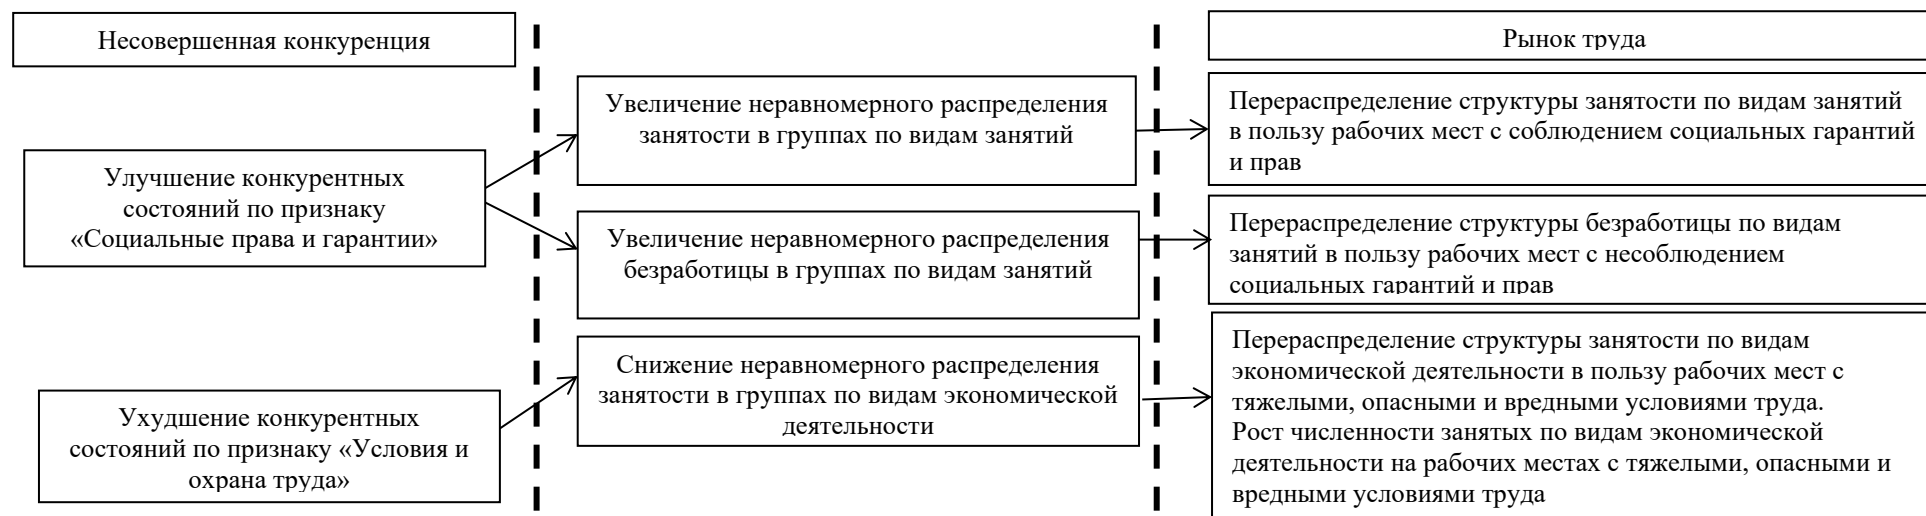 Несовершенная конкуренция
Рынок труда
Улучшение конкурентных
состояний по признаку
«Социальные права и гарантии»
Увеличение неравномерного распределения
занятости в группах по видам занятий
Перераспределение структуры занятости по видам занятий
в пользу рабочих мест с соблюдением социальных гарантий
и прав
Увеличение неравномерного распределения
безработицы в группах по видам занятий
Перераспределение структуры безработицы по видам
занятий в пользу рабочих мест с несоблюдением
социальных гарантий и прав
Ухудшение конкурентных
состояний по признаку «Условия и
охрана труда»
Снижение неравномерного распределения
занятости в группах по видам экономической
деятельности
Перераспределение структуры занятости по видам
экономической деятельности в пользу рабочих мест с
тяжелыми, опасными и вредными условиями труда.
Рост численности занятых по видам экономической
деятельности на рабочих местах с тяжелыми, опасными и
вредными условиями труда